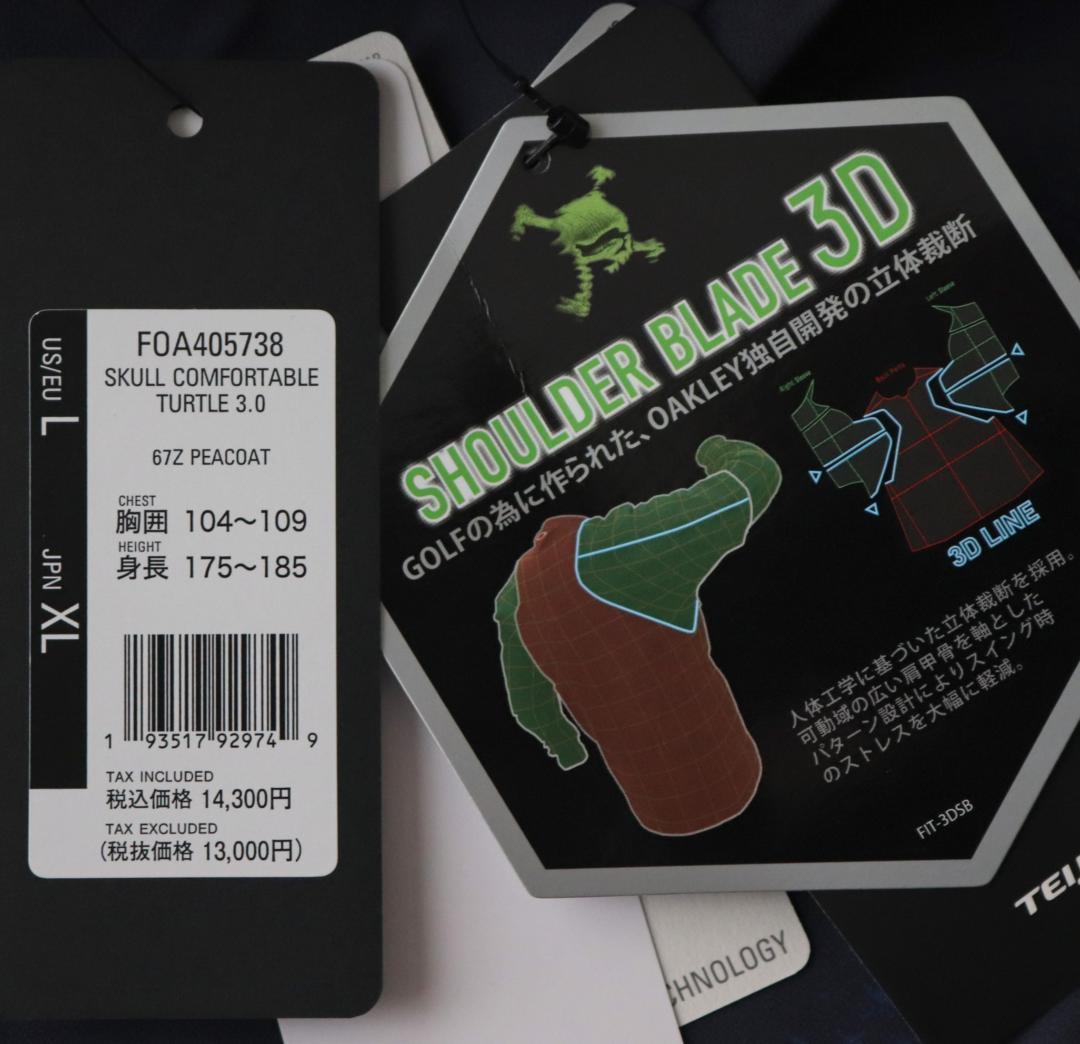 US/EU L
JPN XL
FOA405738
SKULL COMFORTABLE
TURTLE 3.0
67Z PEACOAT
CHEST
胸囲 104~109
HEIGHT
身長 175~185
1 93517 92974 9
TAX INCLUDED
税込価格 14,300円
TAX EXCLUDED
(税抜価格 13,000円)
SHOULDER BLADE 3D
GOLFの為に作られた、OAKLEY独自開発の立体裁断
Left Sleeve
Right Sleeve
Back Parts
3D LINE
人体工学に基づいた立体裁断を採用。
可動域の広い肩甲骨を軸とした
パターン設計によりスイング時
のストレスを大幅に軽減。
FIT-3DSB
CHNOLOGY
TEI